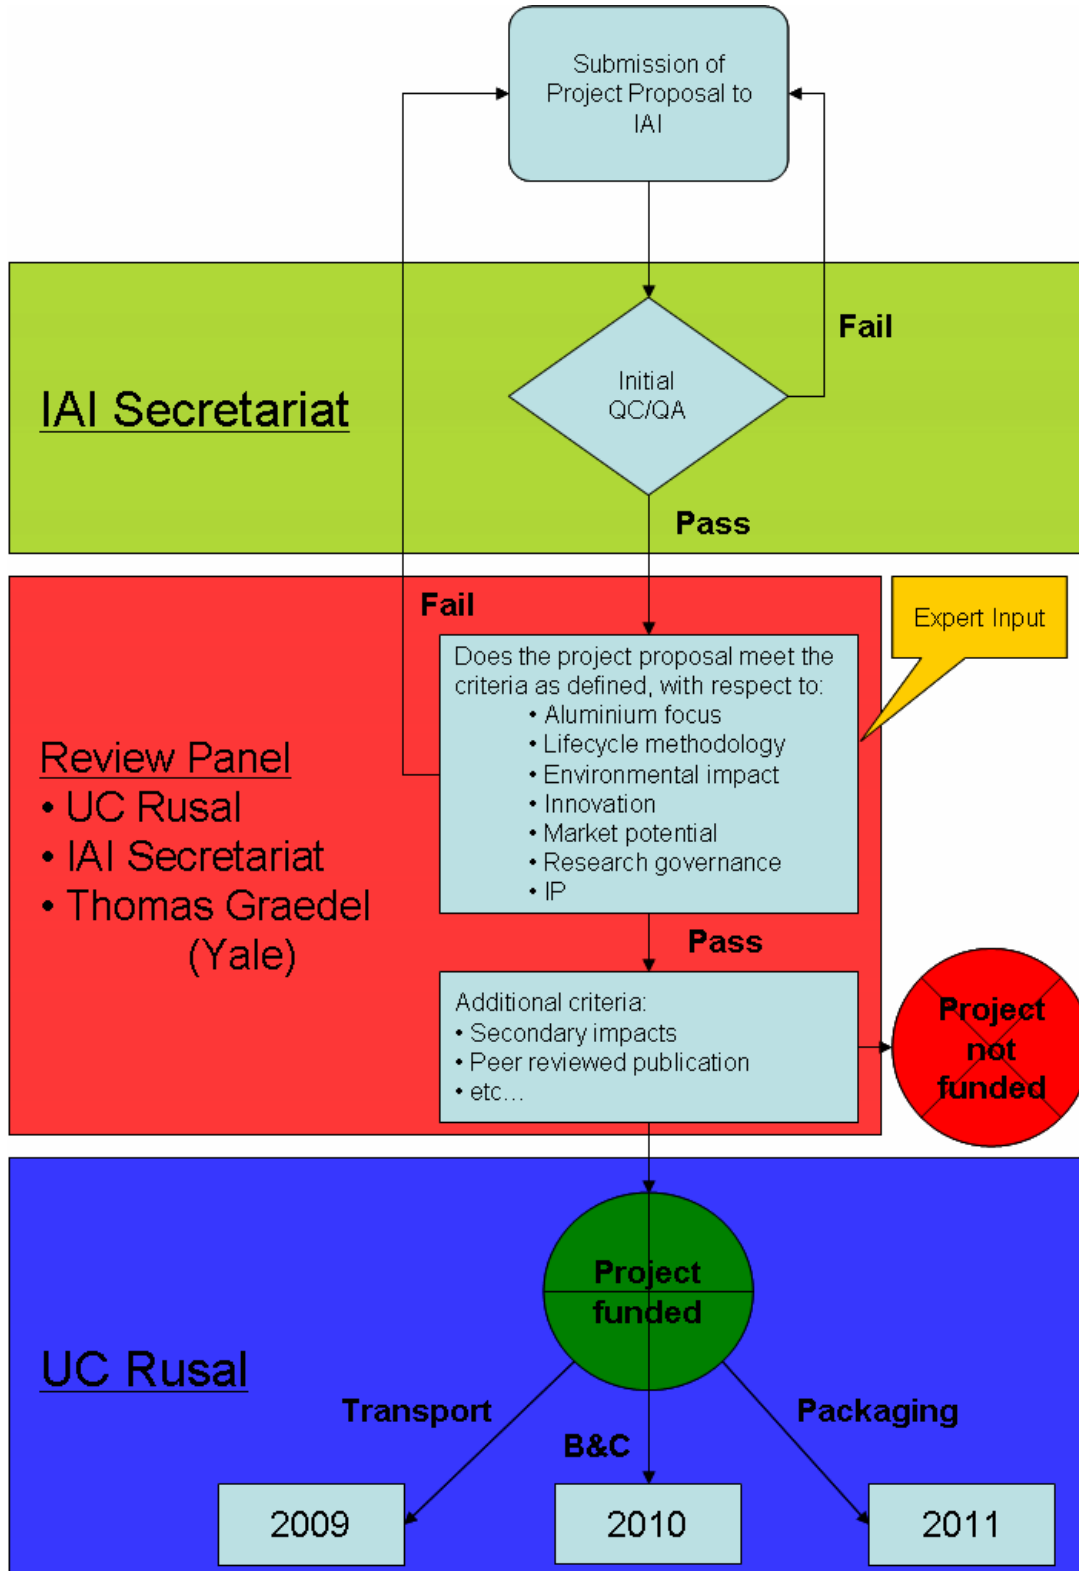 Submission of
Project Proposal to
IAI
Fail
IAI Secretariat
Initial
QC/QA
Pass
Fail
Expert Input
Does the project proposal meet the
criteria as defined, with respect to:
• Aluminium focus
• Lifecycle methodology
• Environmental impact
• Innovation
• Market potential
• Research governance
• IP
Review Panel
• UC Rusal
• IAI Secretariat
• Thomas Graedel
(Yale)
Pass
Additional criteria:
• Secondary impacts
• Peer reviewed publication
• etc...
Project
not
funded
Project
funded
UC Rusal
Transport
B&C
Packaging
2009
2010
2011